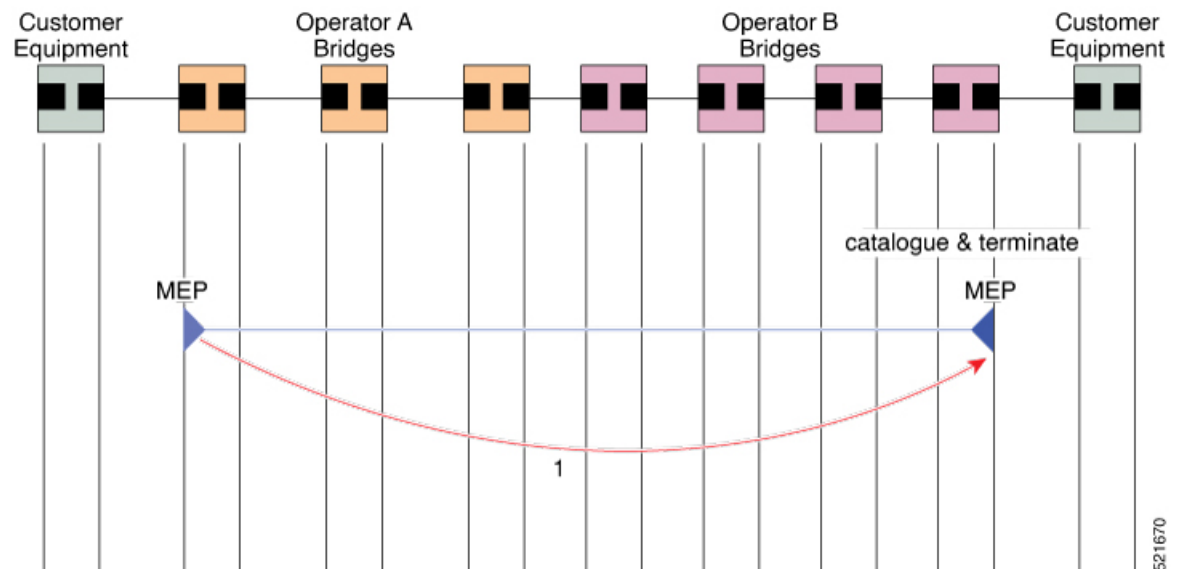 Customer
Equipment
Operator A
Bridges
Operator B
Bridges
Customer
Equipment
catalogue & terminate
MEP
MEP
1
521670